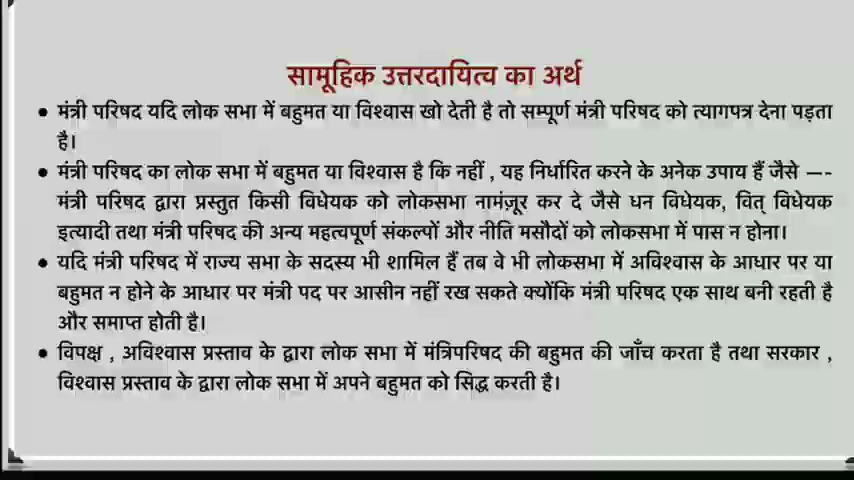 सामूहिक उत्तरदायित्व का अर्थ
• मंत्री परिषद यदि लोक सभा में बहुमत या विश्वास खो देती है तो सम्पूर्ण मंत्री परिषद को त्यागपत्र देना पड़ता
है।
• मंत्री परिषद का लोक सभा में बहुमत या विश्वास है कि नहीं , यह निर्धारित करने के अनेक उपाय हैं जैसे —-
मंत्री परिषद द्वारा प्रस्तुत किसी विधेयक को लोकसभा नामंज़ूर कर दे जैसे धन विधेयक, वित् विधेयक
इत्यादी तथा मंत्री परिषद की अन्य महत्वपूर्ण संकल्पों और नीति मसौदों को लोकसभा में पास न होना।
• यदि मंत्री परिषद में राज्य सभा के सदस्य भी शामिल हैं तब वे भी लोकसभा में अविश्वास के आधार पर या
बहुमत न होने के आधार पर मंत्री पद पर आसीन नहीं रख सकते क्योंकि मंत्री परिषद एक साथ बनी रहती है
और समाप्त होती है।
• विपक्ष , अविश्वास प्रस्ताव के द्वारा लोक सभा में मंत्रिपरिषद की बहुमत की जाँच करता है तथा सरकार ,
विश्वास प्रस्ताव के द्वारा लोक सभा में अपने बहुमत को सिद्ध करती है।